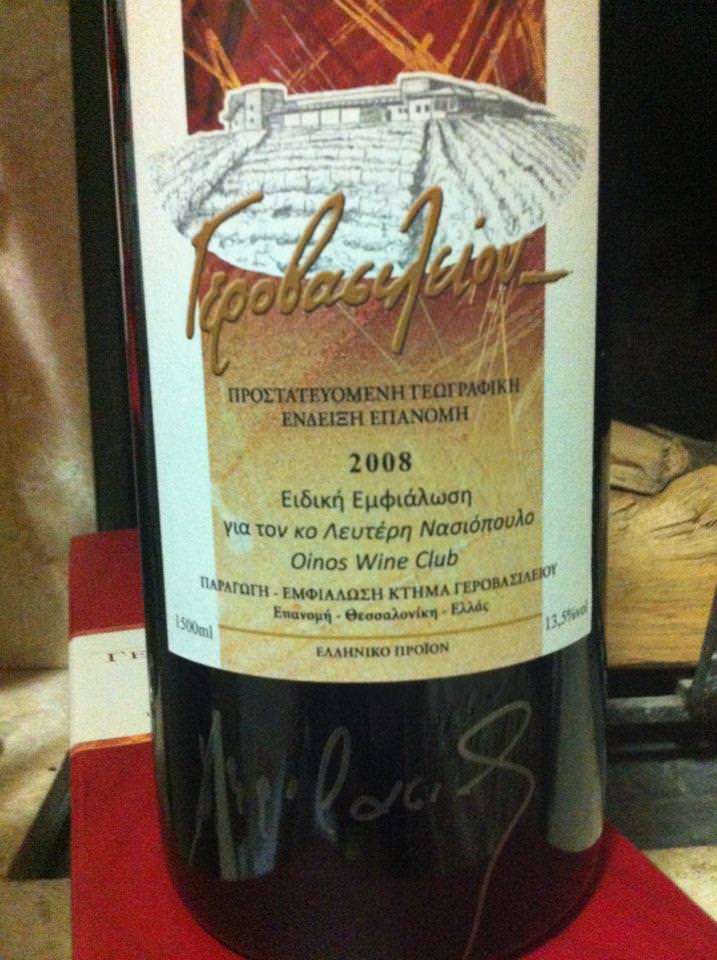 Γεροβασιλείου
ΠΡΟΣΤΑΤΕΥΟΜΕΝΗ ΓΕΩΓΡΑΦΙΚΗ
ΕΝΔΕΙΞΗ ΕΠΑΝΟΜΗ
2008
Ειδική Εμφιάλωση
για τον κο Λευτέρη Νασιόπουλο
Oinos Wine Club
ΠΑΡΑΓΩΓΗ - ΕΜΦΙΑΛΩΣΗ ΚΤΗΜΑ ΓΕΡΟΒΑΣΙΛΕΙΟΥ
Επανομή - Θεσσαλονίκη - Ελλάς
1500ml
13,5%vol
ΕΛΛΗΝΙΚΟ ΠΡΟΪΟΝ